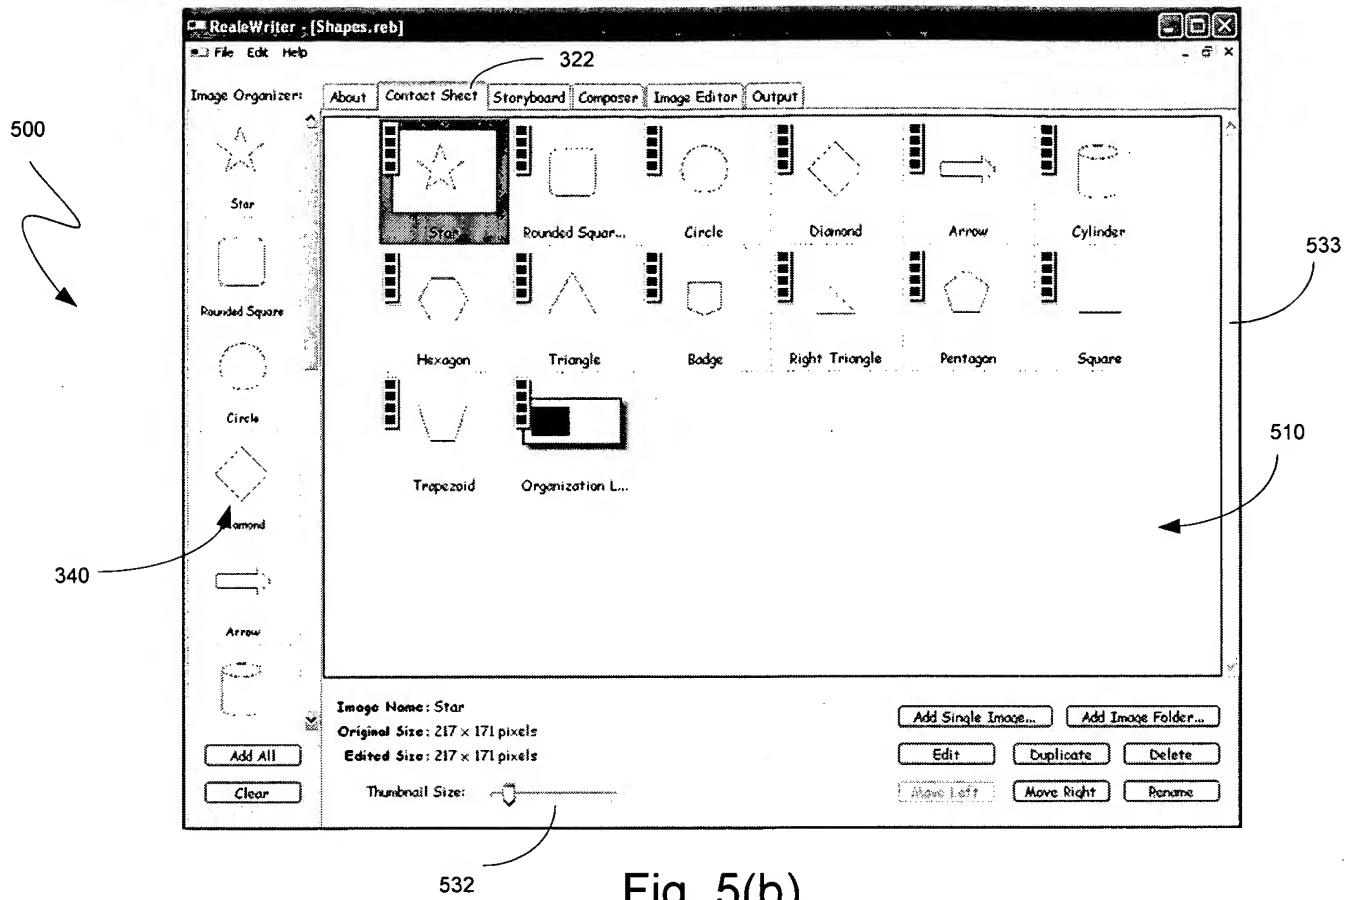 RealeWriter - [Shapes.reb]
File Edit Help
322
Image Organizer:
About Contact Sheet Storyboard Composer Image Editor Output
500
Star
Rounded Square
Circle
Diamond
340
Arrow
Add All
Clear
Star Rounded Squar... Circle Diamond Arrow Cylinder
533
Hexagon Triangle Badge Right Triangle Pentagon Square
510
Trapezoid Organization L...
Image Name: Star
Original Size: 217 x 171 pixels
Edited Size: 217 x 171 pixels
Thumbnail Size:
Add Single Image... Add Image Folder...
Edit Duplicate Delete
Move Left Move Right Rename
532
Fig. 5(b)